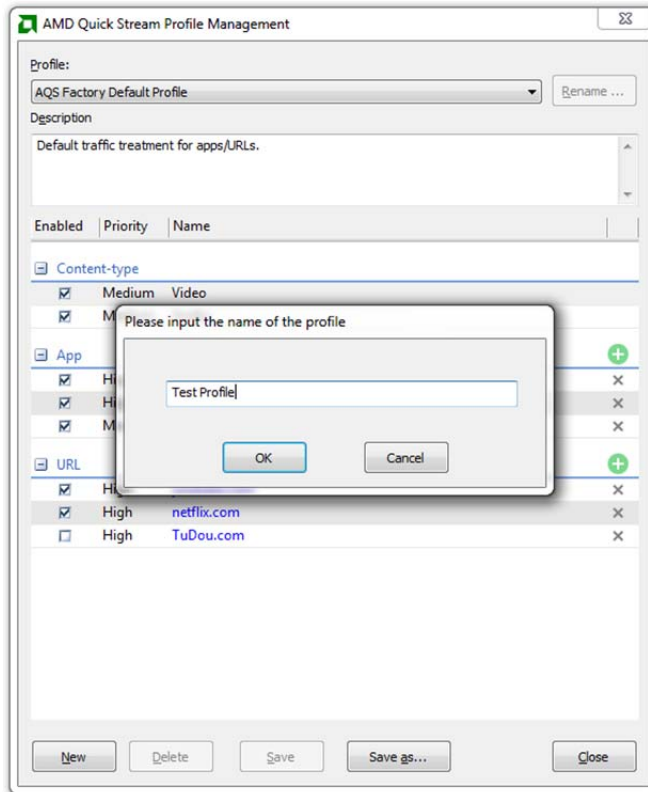 AMD Quick Stream Profile Management
Profile:
AQS Factory Default Profile
Rename ...
Description
Default traffic treatment for apps/URLs.
Enabled Priority Name
Content-type
Medium Video
Please input the name of the profile
App
Test Profile
OK Cancel
URL
High netflix.com
High TuDou.com
New Delete Save Save as... Close